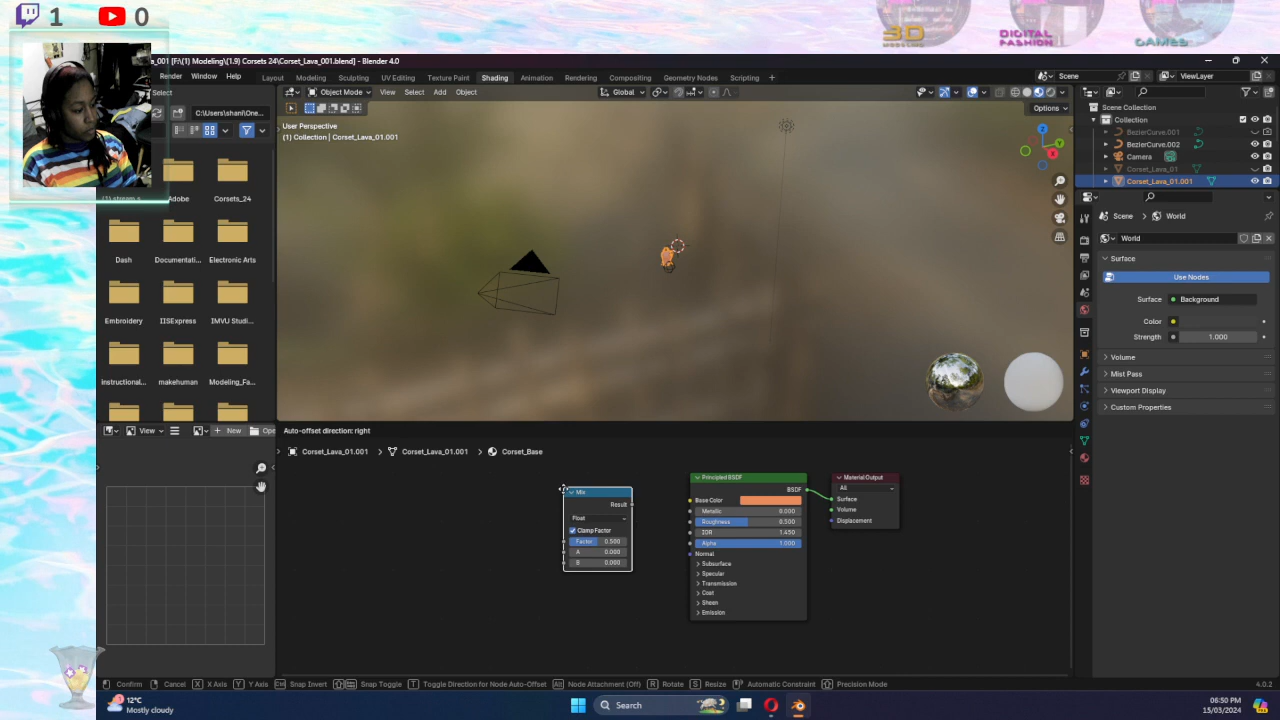 1
0
3D
DIGITAL
FASHION
GAMES
a_001 [F:\(1) Modeling\(1.9) Corsets 24\Corset_Lava_001.blend] - Blender 4.0
Render
Window
Help
Layout
Modeling
Sculpting
UV Editing
Texture Paint
Shading
Animation
Rendering
Compositing
Geometry Nodes
Scripting
+
Scene
ViewLayer
Select
Object Mode
View
Select
Add
Object
Global
C:\Users\shani\One...
Options
User Perspective
(1) Collection | Corset_Lava_01.001
Scene Collection
Collection
BezierCurve.001
BezierCurve.002
Camera
Corset_Lava_01
Corset_Lava_01.001
Adobe
Corsets_24
Dash
Documentati...
Electronic Arts
Embroidery
IISExpress
IMVU Studi...
instructional...
makehuman
Modeling_Fa...
Scene
World
World
Surface
Use Nodes
Surface
Background
Color
Strength
1.000
Volume
Mist Pass
Viewport Display
Custom Properties
View
New
Ope
Auto-offset direction: right
Corset_Lava_01.001
Corset_Lava_01.001
Corset_Base
Mix
Result
Float
Clamp Factor
Factor 0.500
A 0.000
B 0.000
Principled BSDF
BSDF
Base Color
Metallic 0.000
Roughness 0.500
IOR 1.450
Alpha 1.000
Normal
Subsurface
Specular
Transmission
Coat
Sheen
Emission
Material Output
All
Surface
Volume
Displacement
Confirm
Cancel
X X Axis
Y Y Axis
Snap Invert
Snap Toggle
T Toggle Direction for Node Auto-Offset
Node Attachment (Off)
R Rotate
S Resize
Automatic Constraint
Precision Mode
4.0.2
12°C
Mostly cloudy
Search
06:50 PM
15/03/2024